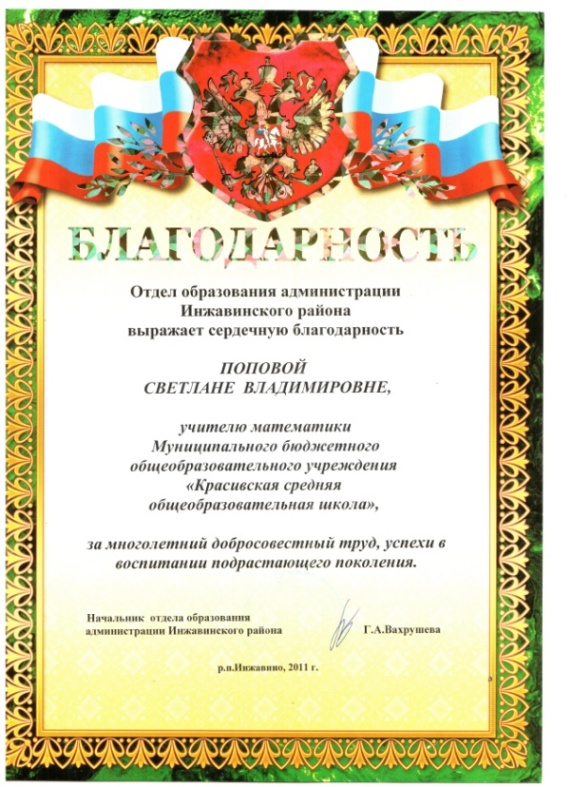 БЛАГОДАРНОСТЬ
Отдел образования администрации
Инжавинского района
выражает сердечную благодарность
ПОПОВОЙ
СВЕТЛАНЕ ВЛАДИМИРОВНЕ,
учителю математики
Муниципального бюджетного
общеобразовательного учреждения
«Красивская средняя
общеобразовательная школа»,
за многолетний добросовестный труд, успехи в
воспитании подрастающего поколения.
Начальник отдела образования
администрации Инжавинского района Г.А.Вахрушева
р.п.Инжавино, 2011 г.